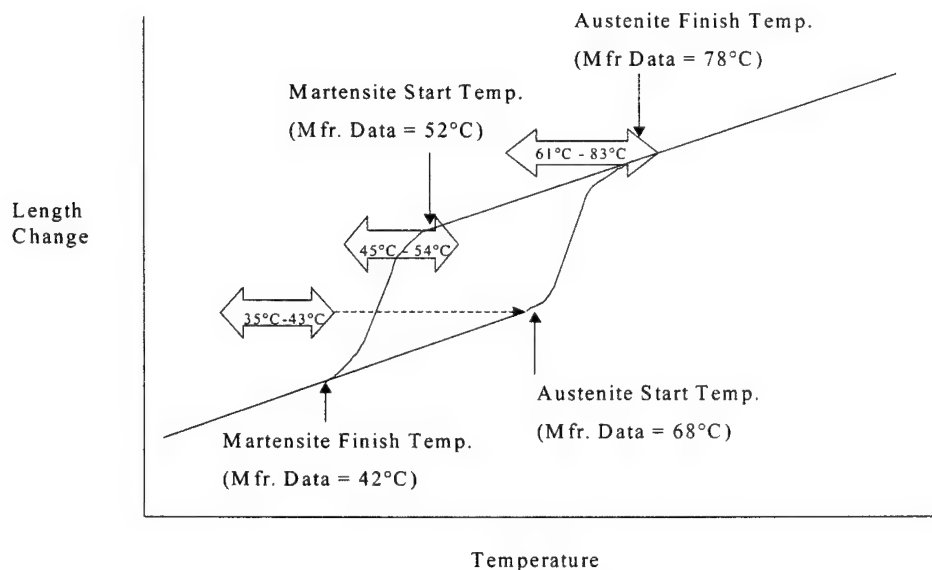 Austenite Finish Temp.
(Mfr Data = 78°C)
Martensite Start Temp.
(Mfr. Data = 52°C)
61°C - 83°C
Length
Change
45°C - 54°C
35°C-43°C
Austenite Start Temp.
(Mfr. Data = 68°C)
Martensite Finish Temp.
(Mfr. Data = 42°C)
Temperature